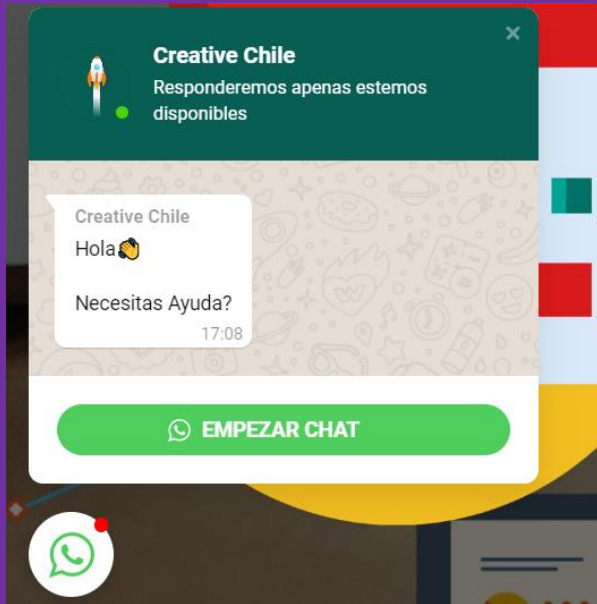 Creative Chile
Responderemos apenas estemos
disponibles
Creative Chile
Hola👋
Necesitas Ayuda?
17:08
EMPEZAR CHAT